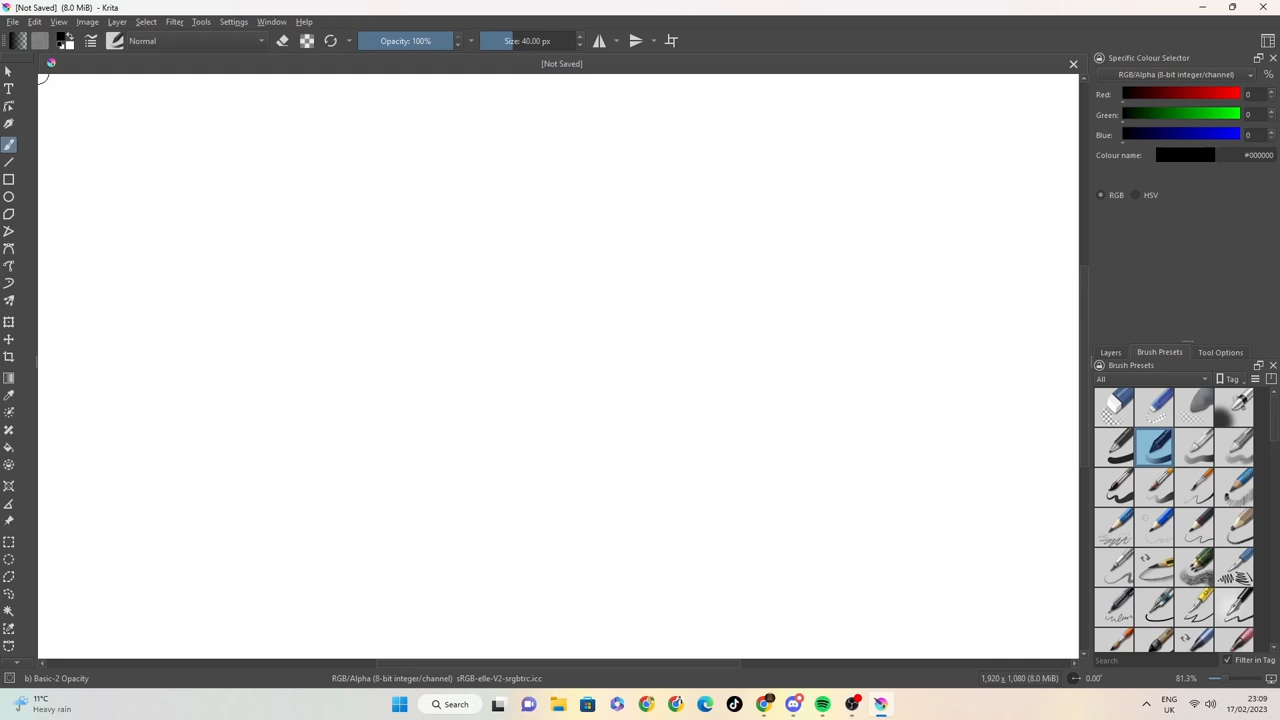 [Not Saved] (8.0 MiB) - Krita
File Edit View Image Layer Select Filter Tools Settings Window Help
Normal Opacity: 100% Size: 40.00 px
[Not Saved]
Specific Colour Selector
RGB/Alpha (8-bit integer/channel) %
Red: 0
Green: 0
Blue: 0
Colour name: #000000
RGB HSV
Layers Brush Presets Tool Options
Brush Presets
All Tag
Search Filter in Tag
b) Basic-2 Opacity RGB/Alpha (8-bit integer/channel) sRGB-elle-V2-srgbtrc.icc 1,920 x 1,080 (8.0 MiB) 0.00° 81.3%
11°C
Heavy rain
Search
ENG
UK
23:09
17/02/2023